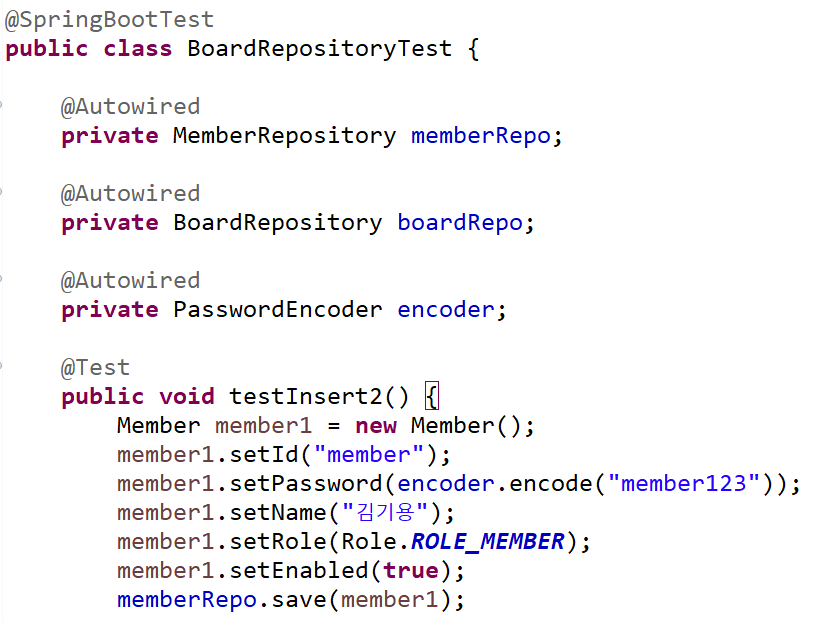 @SpringBootTest
public class BoardRepositoryTest {
@Autowired
private MemberRepository memberRepo;
@Autowired
private BoardRepository boardRepo;
@Autowired
private PasswordEncoder encoder;
@Test
public void testInsert2() {
Member member1 = new Member();
member1.setId("member");
member1.setPassword(encoder.encode("member123"));
member1.setName("김기용");
member1.setRole(Role.ROLE_MEMBER);
member1.setEnabled(true);
memberRepo.save(member1);